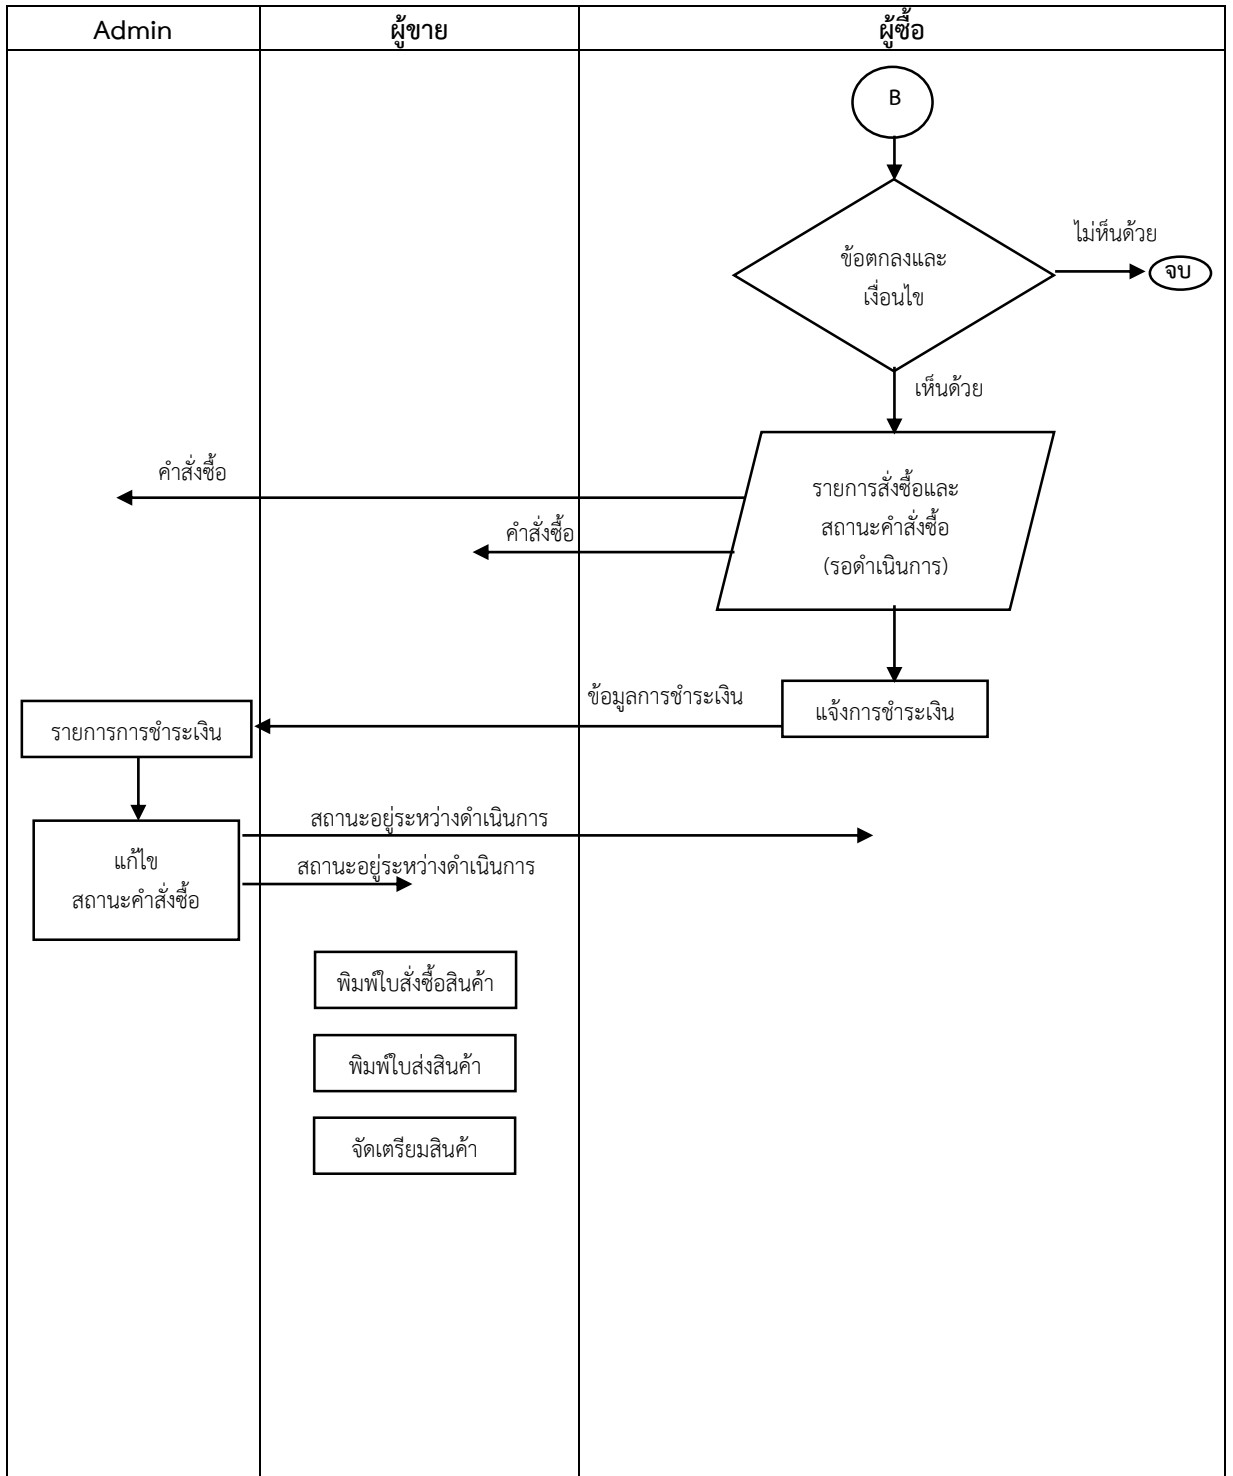 Admin
ผู้ขาย
ผู้ซื้อ
B
ไม่ห็นด้วย
ข้อตกลงและ
เงื่อนไข
จบ
เห็นด้วย
คำสั่งซื้อ
รายการสั่งซื้อและ
สถานะคำสั่งซื้อ
(รอดำเนินการ)
คำสั่งซื้อ
ข้อมูลการชำระเงิน
แจ้งการชำระเงิน
รายการการชำระเงิน
สถานะอยู่ระหว่างดำเนินการ
แก้ไข
สถานะคำสั่งซื้อ
สถานะอยู่ระหว่างดำเนินการ
พิมพ์ใบสั่งซื้อสินค้า
พิมพ์ใบส่งสินค้า
จัดเตรียมสินค้า